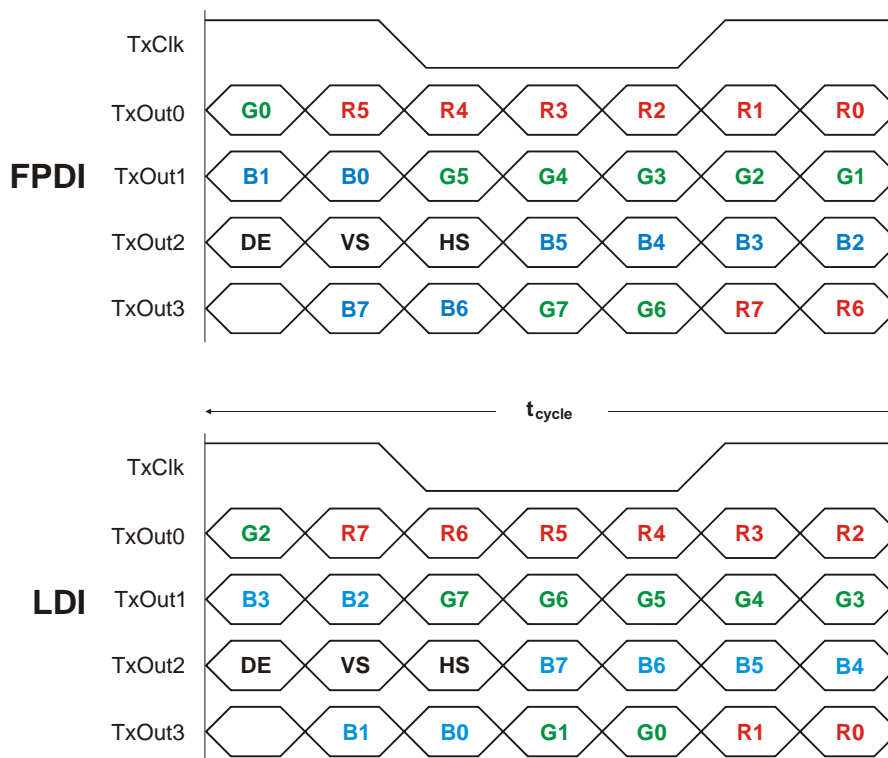 TxClk
TxOut0 G0 R5 R4 R3 R2 R1 R0
FPDI TxOut1 B1 B0 G5 G4 G3 G2 G1
TxOut2 DE VS HS B5 B4 B3 B2
TxOut3 B7 B6 G7 G6 R7 R6
tcycle
TxClk
TxOut0 G2 R7 R6 R5 R4 R3 R2
LDI TxOut1 B3 B2 G7 G6 G5 G4 G3
TxOut2 DE VS HS B7 B6 B5 B4
TxOut3 B1 B0 G1 G0 R1 R0